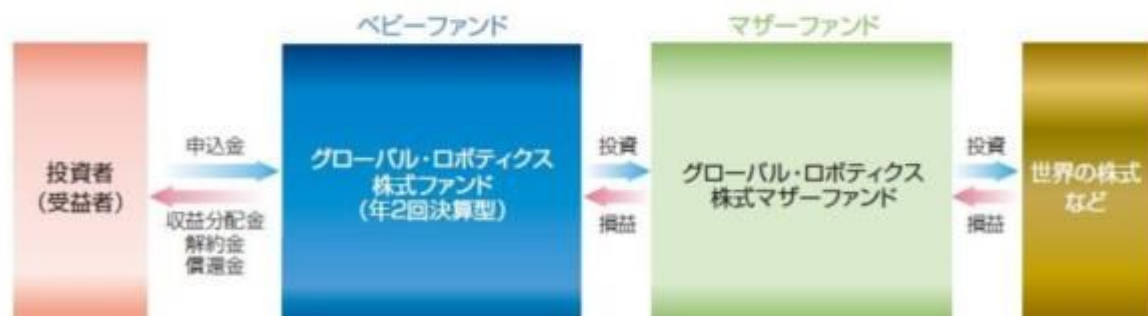 ベビーファンド
マザーファンド
投資者
(受益者)
申込金
収益分配金
解約金
償還金
グローバル・ロボティクス
株式ファンド
(年2回決算型)
投資
損益
グローバル・ロボティクス
株式マザーファンド
投資
損益
世界の株式
など